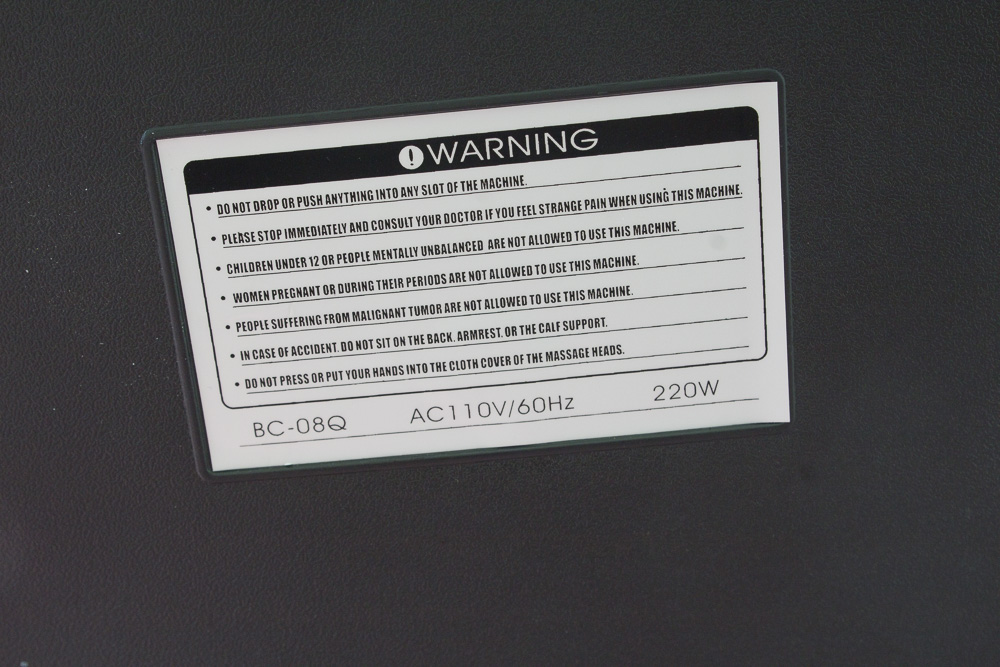 WARNING
• DO NOT DROP OR PUSH ANYTHING INTO ANY SLOT OF THE MACHINE.
• PLEASE STOP IMMEDIATELY AND CONSULT YOUR DOCTOR IF YOU FEEL STRANGE PAIN WHEN USING THIS MACHINE.
• CHILDREN UNDER 12 OR PEOPLE MENTALLY UNBALANCED ARE NOT ALLOWED TO USE THIS MACHINE.
• WOMEN PREGNANT OR DURING THEIR PERIODS ARE NOT ALLOWED TO USE THIS MACHINE.
• PEOPLE SUFFERING FROM MALIGNANT TUMOR ARE NOT ALLOWED TO USE THIS MACHINE.
• IN CASE OF ACCIDENT. DO NOT SIT ON THE BACK. ARMREST. OR THE CALF SUPPORT.
• DO NOT PRESS OR PUT YOUR HANDS INTO THE CLOTH COVER OF THE MASSAGE HEADS.
BC-08Q AC110V/60Hz 220W